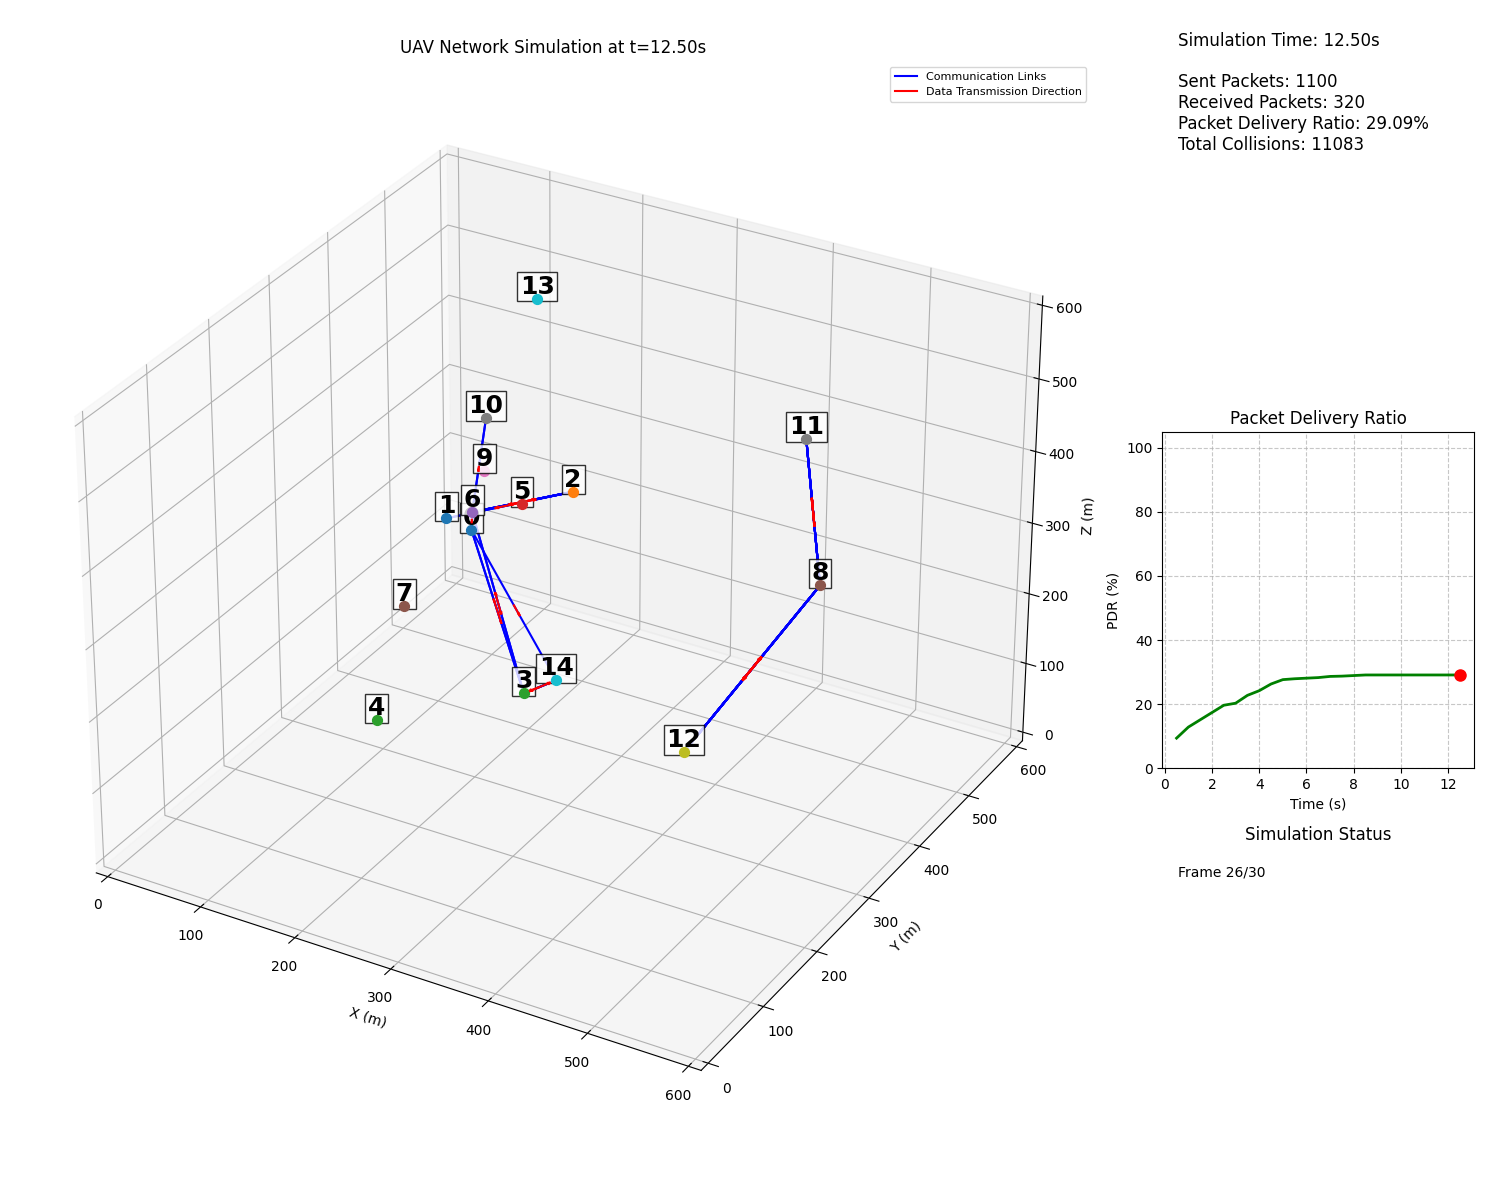 UAV Network Simulation at t=12.50s
Communication Links
Data Transmission Direction
Simulation Time: 12.50s
Sent Packets: 1100
Received Packets: 320
Packet Delivery Ratio: 29.09%
Total Collisions: 11083
13
10
11
9
2
5
6
1
0
8
7
14
3
4
12
600
500
400
300
200
100
0
Z (m)
0
100
200
300
400
500
600
X (m)
0
100
200
300
400
500
600
Y (m)
Packet Delivery Ratio
100
80
60
40
20
0
PDR (%)
0 2 4 6 8 10 12
Time (s)
Simulation Status
Frame 26/30